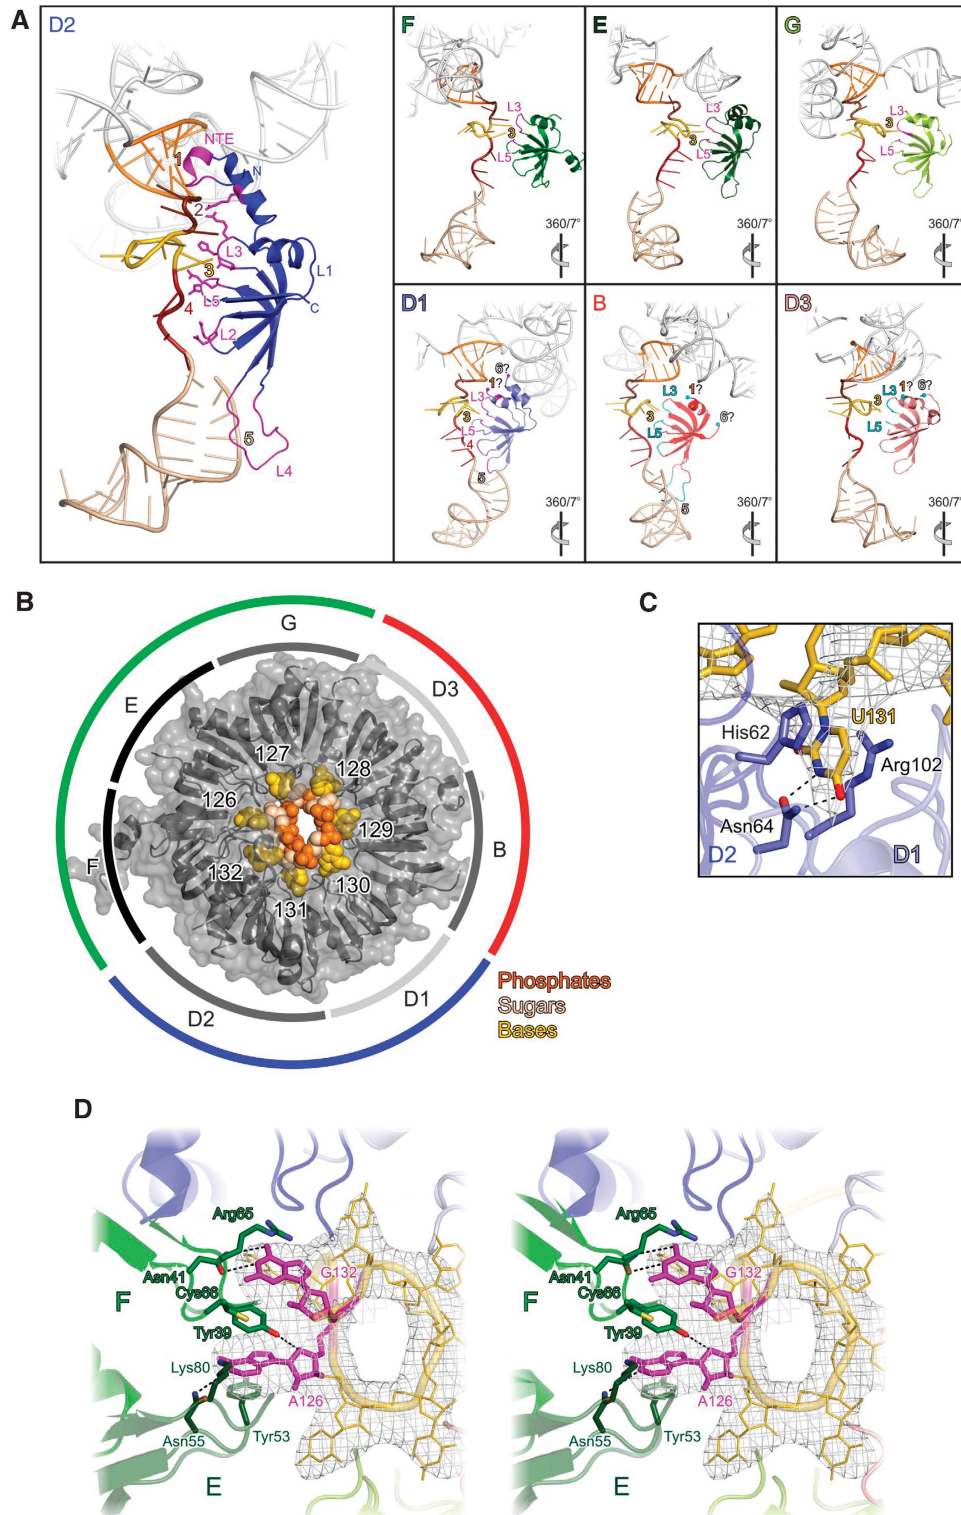 A
D2
NTE
1
N
2
L3
L1
3
L5
C
4
L2
5
L4
F
L3
3
L5
360/7°
E
L3
3
L5
360/7°
G
L3
3
L5
360/7°
D1
6?
1?
L3
3
L5
4
5
360/7°
B
L3
1?
3
6?
L5
5
360/7°
D3
L3 1? 6?
3
L5
360/7°
B
G
E
D3
127
128
126
129
F
B
132
130
131
D2
D1
Phosphates
Sugars
Bases
C
U131
His62
Arg102
Asn64
D2
D1
D
Arg65
G132
Asn41
Cys66
F
Tyr39
Lys80
A126
Asn55
Tyr53
E
Arg65
G132
Asn41
Cys66
F
Tyr39
Lys80
A126
Asn55
Tyr53
E